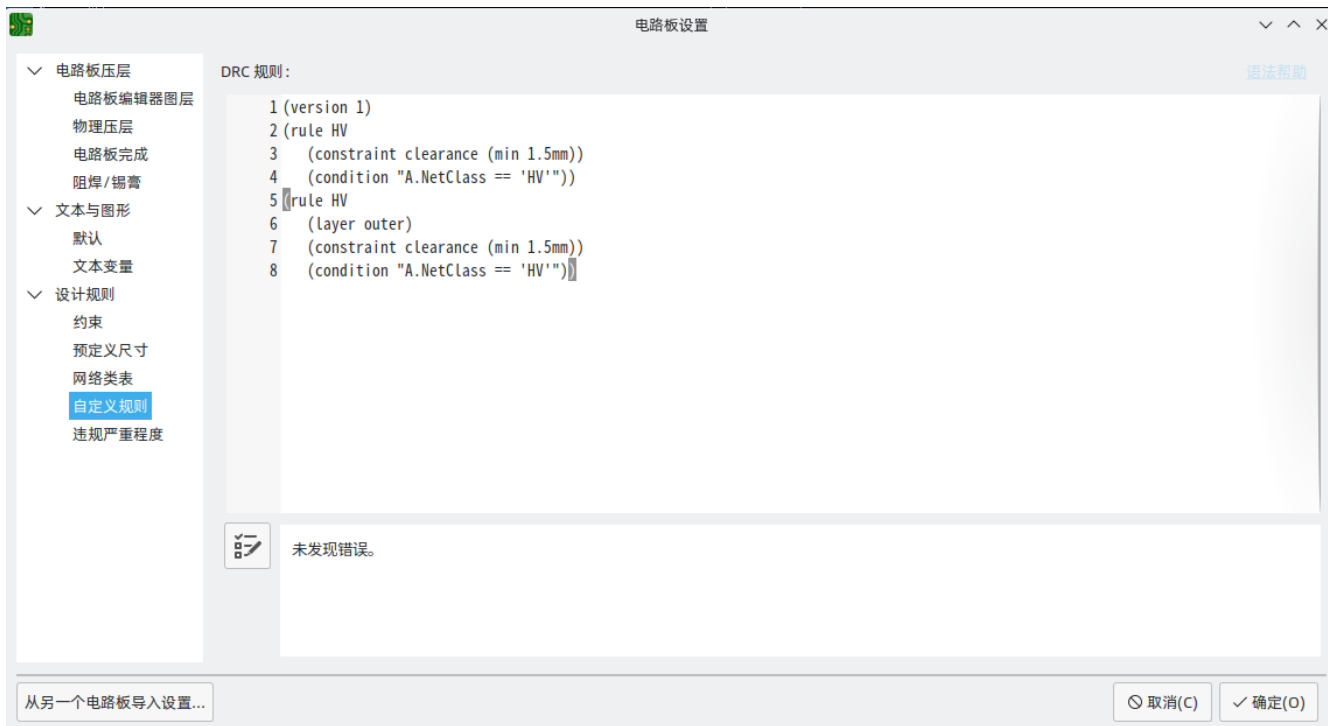 电路板设置
电路板压层
电路板编辑器图层
物理压层
电路板完成
阻焊/锡膏
文本与图形
默认
文本变量
设计规则
约束
预定义尺寸
网络类表
自定义规则
违规严重程度
DRC 规则:
语法帮助
1 (version 1)
2 (rule HV
3 (constraint clearance (min 1.5mm))
4 (condition "A.NetClass == 'HV'"))
5 (rule HV
6 (layer outer)
7 (constraint clearance (min 1.5mm))
8 (condition "A.NetClass == 'HV'"))
未发现错误。
从另一个电路板导入设置...
取消(C)
确定(O)